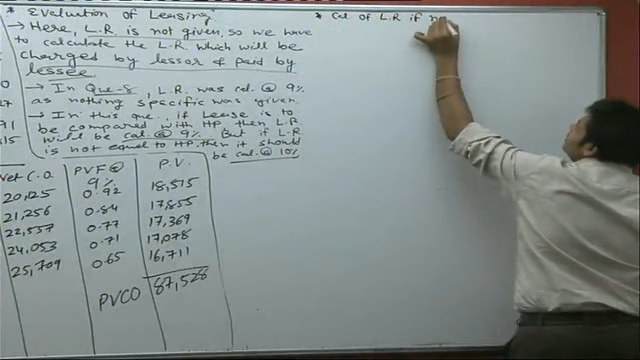 * Evaluation of Leasing
→ Here, L.R. is not given, so we have
to calculate the L.R. which will be
charged by lessor & paid by
lessee.
→ In Que-8, L.R. was cal. @ 9%
as nothing specific was given.
→ In this que.. if Lease is to
be compared with HP then L.R.
will be cal. @ 9%. But if L.R.
is not equal to HP, then it should
be cal. @ 10%
C.O. PVF @ 9% P.V.
20,125 0.92 18,515
21,256 0.84 17,855
22,557 0.77 17,369
24,053 0.71 17,078
25,709 0.65 16,711
PVCO 87,528
* Cal. of L.R if